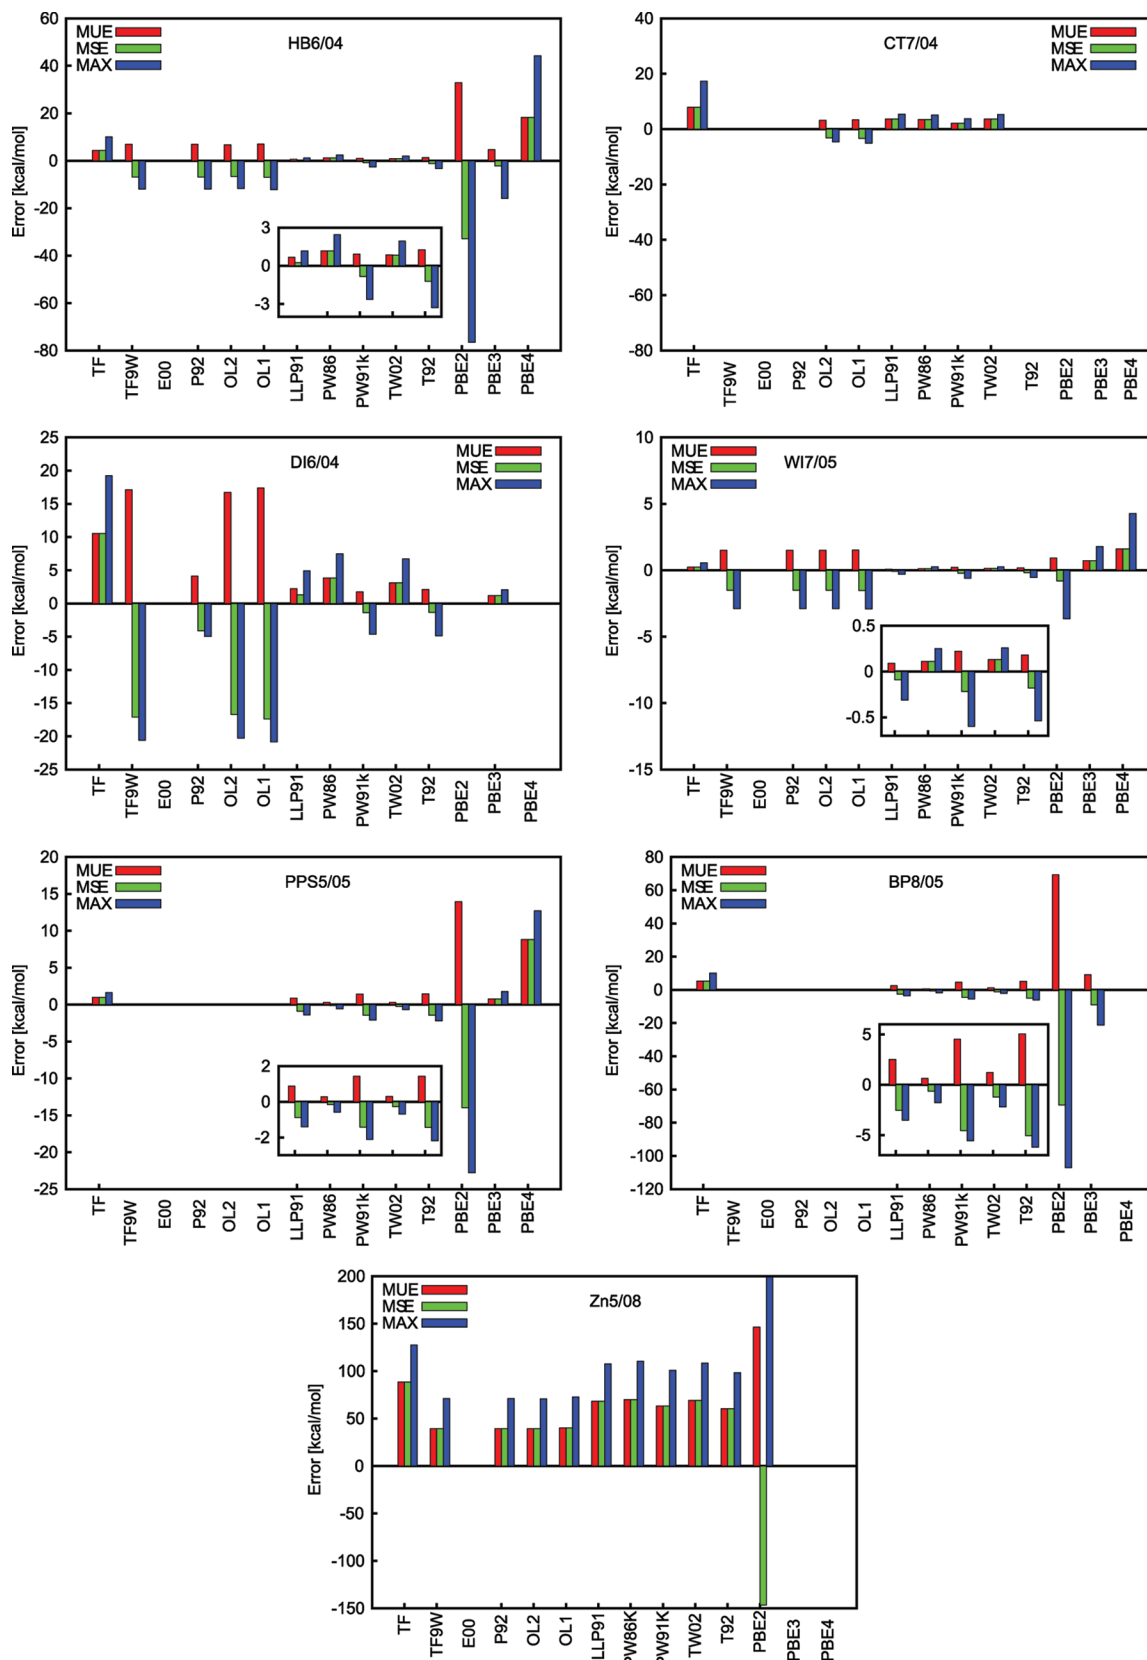 HB6/04
MUE
MSE
MAX
Error [kcal/mol]
60
40
20
0
-20
-40
-60
-80
3
0
-3
TF
TF9W
E00
P92
OL2
OL1
LLP91
PW86
PW91k
TW02
T92
PBE2
PBE3
PBE4
CT7/04
MUE
MSE
MAX
Error [kcal/mol]
40
20
0
-20
-40
-60
-80
TF
TF9W
E00
P92
OL2
OL1
LLP91
PW86
PW91k
TW02
T92
PBE2
PBE3
PBE4
DI6/04
MUE
MSE
MAX
Error [kcal/mol]
25
20
15
10
5
0
-5
-10
-15
-20
-25
TF
TF9W
E00
P92
OL2
OL1
LLP91
PW86
PW91k
TW02
T92
PBE2
PBE3
PBE4
WI7/05
MUE
MSE
MAX
Error [kcal/mol]
10
5
0
-5
-10
-15
0.5
0
-0.5
TF
TF9W
E00
P92
OL2
OL1
LLP91
PW86
PW91k
TW02
T92
PBE2
PBE3
PBE4
PPS5/05
MUE
MSE
MAX
Error [kcal/mol]
20
15
10
5
0
-5
-10
-15
-20
-25
2
0
-2
TF
TF9W
E00
P92
OL2
OL1
LLP91
PW86
PW91k
TW02
T92
PBE2
PBE3
PBE4
BP8/05
MUE
MSE
MAX
Error [kcal/mol]
80
60
40
20
0
-20
-40
-60
-80
-100
-120
5
0
-5
TF
TF9W
E00
P92
OL2
OL1
LLP91
PW86
PW91k
TW02
T92
PBE2
PBE3
PBE4
Zn5/08
MUE
MSE
MAX
Error [kcal/mol]
200
150
100
50
0
-50
-100
-150
TF
TF9W
E00
P92
OL2
OL1
LLP91
PW86K
PW91K
TW02
T92
PBE2
PBE3
PBE4